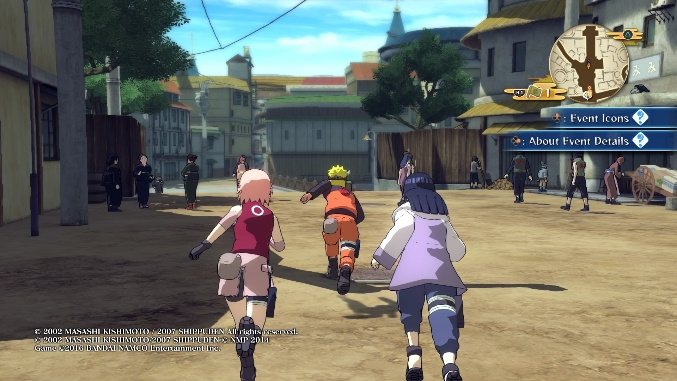 : Event Icons
: About Event Details
© 2002 MASASHI KISHIMOTO / 2007 SHIPPUDEN All rights reserved.
© 2002 MASASHI KISHIMOTO 2007 SHIPPUDEN © NMP 2014
Game ©2016 BANDAI NAMCO Entertainment Inc.